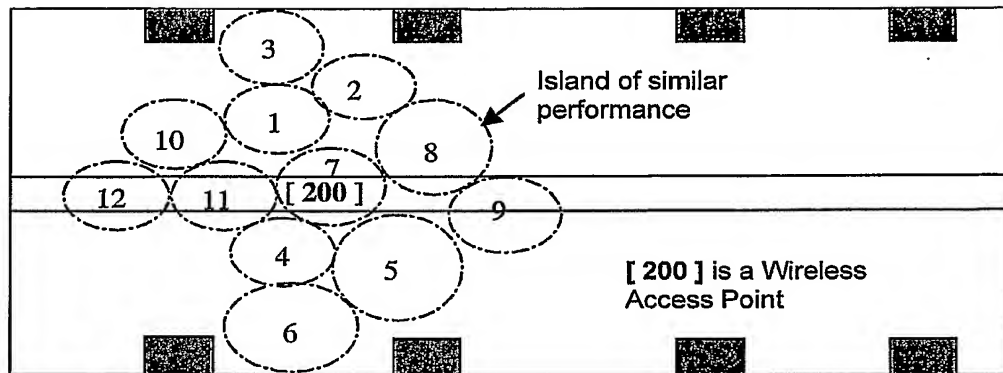 3
2
Island of similar
performance
1
10
8
7
12
11
[ 200 ]
9
4
5
[ 200 ] is a Wireless
Access Point
6